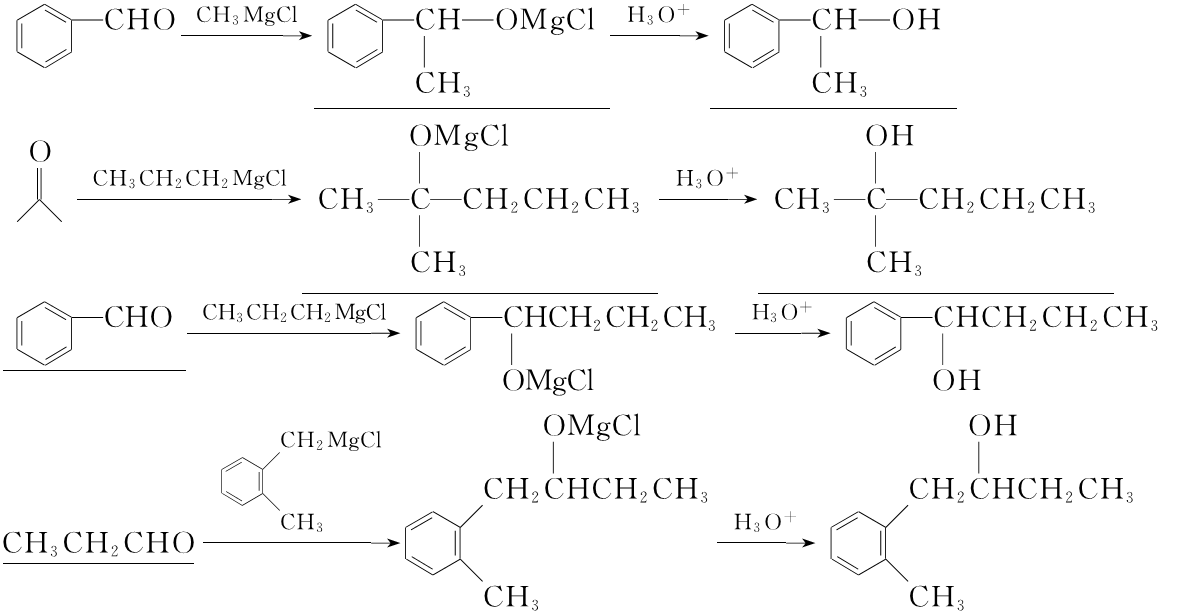 CHO CH3MgCl CH—OMgCl H3O+ CH—OH
CH3 CH3
O OMgCl OH
CH3CH2CH2MgCl CH3—C—CH2CH2CH3 H3O+ CH3—C—CH2CH2CH3
CH3 CH3
CHO CH3CH2CH2MgCl CHCH2CH2CH3 H3O+ CHCH2CH2CH3
OMgCl OH
OMgCl OH
CH2MgCl
CH2CHCH2CH3 CH2CHCH2CH3
CH3
CH3CH2CHO H3O+
CH3 CH3